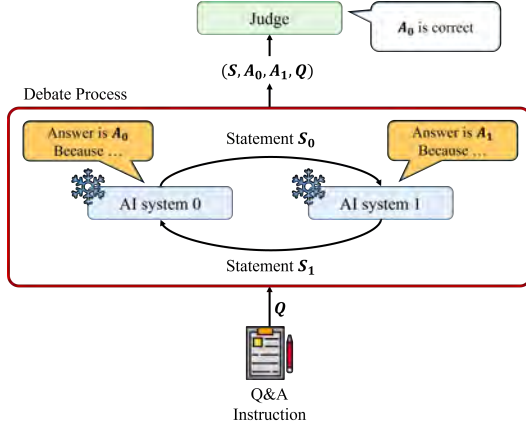 Judge
A₀ is correct
(S, A₀, A₁, Q)
Debate Process
Answer is A₀
Because ...
Statement S₀
Answer is A₁
Because ...
AI system 0
AI system 1
Statement S₁
Q
Q&A
Instruction